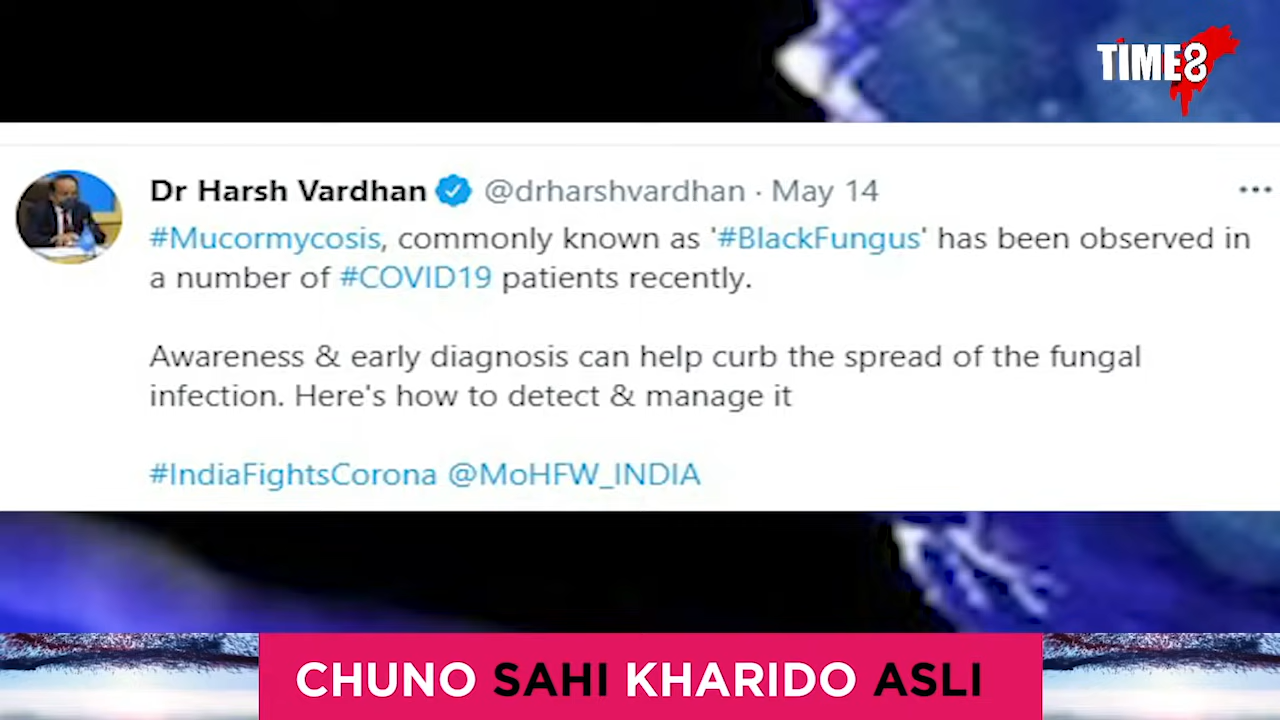 TIME8
Dr Harsh Vardhan @drharshvardhan · May 14
#Mucormycosis, commonly known as '#BlackFungus' has been observed in
a number of #COVID19 patients recently.
Awareness & early diagnosis can help curb the spread of the fungal
infection. Here's how to detect & manage it
#IndiaFightsCorona @MoHFW_INDIA
CHUNO SAHI KHARIDO ASLI